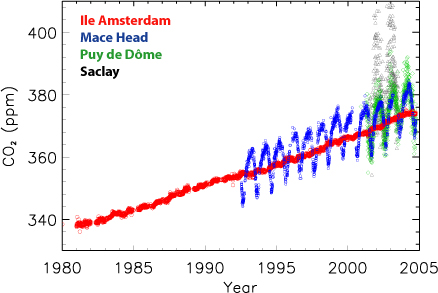 Ile Amsterdam
Mace Head
Puy de Dôme
Saclay
400
380
360
340
CO₂ (ppm)
1980 1985 1990 1995 2000 2005
Year